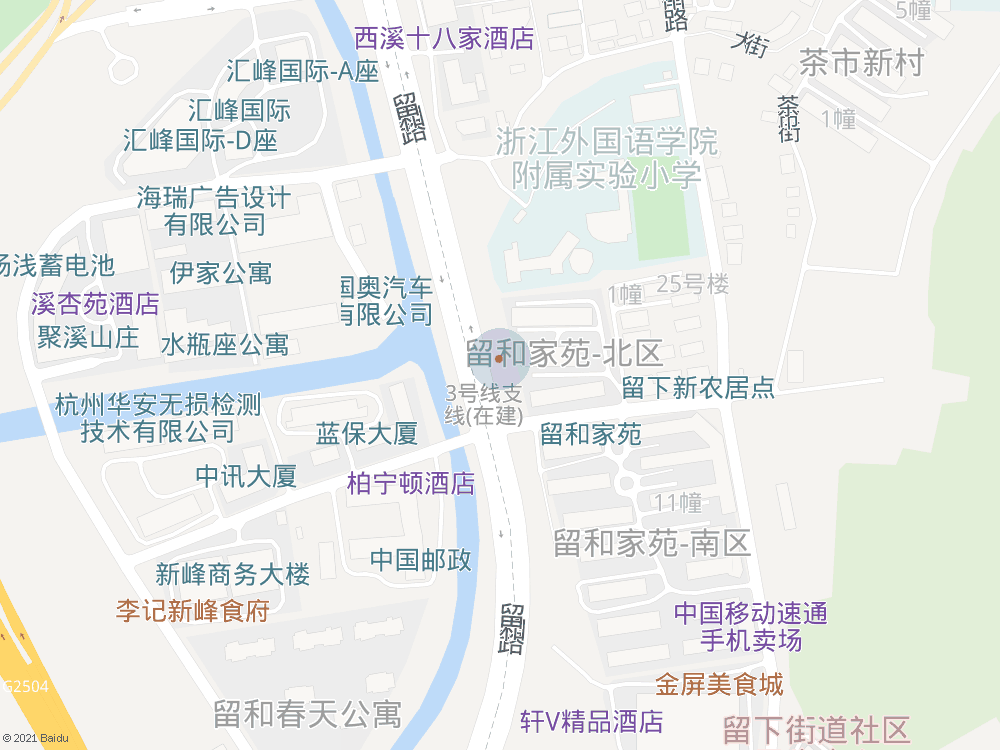 5幢
西溪十八家酒店
大街
茶市新村
汇峰国际-A座
汇峰国际
留和路
茶市街
1幢
汇峰国际-D座
浙江外国语学院
附属实验小学
海瑞广告设计
有限公司
汤浅蓄电池
伊家公寓
国奥汽车
有限公司
1幢
25号楼
溪杏苑酒店
聚溪山庄
水瓶座公寓
留和家苑-北区
3号线支
线(在建)
留下新农居点
杭州华安无损检测
技术有限公司
蓝保大厦
留和家苑
中讯大厦
柏宁顿酒店
11幢
留和家苑-南区
中国邮政
新峰商务大楼
李记新峰食府
留和路
中国移动速通
手机卖场
G2504
金屏美食城
留和春天公寓
轩V精品酒店
留下街道社区
© 2021 Baidu